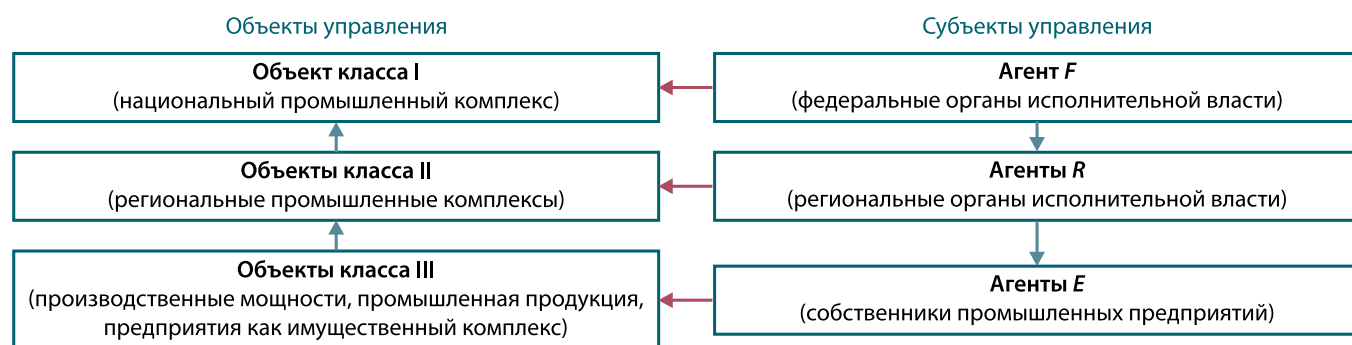 Объекты управления
Субъекты управления
Объект класса I
(национальный промышленный комплекс)
Агент F
(федеральные органы исполнительной власти)
Объекты класса II
(региональные промышленные комплексы)
Агенты R
(региональные органы исполнительной власти)
Объекты класса III
(производственные мощности, промышленная продукция,
предприятия как имущественный комплекс)
Агенты E
(собственники промышленных предприятий)